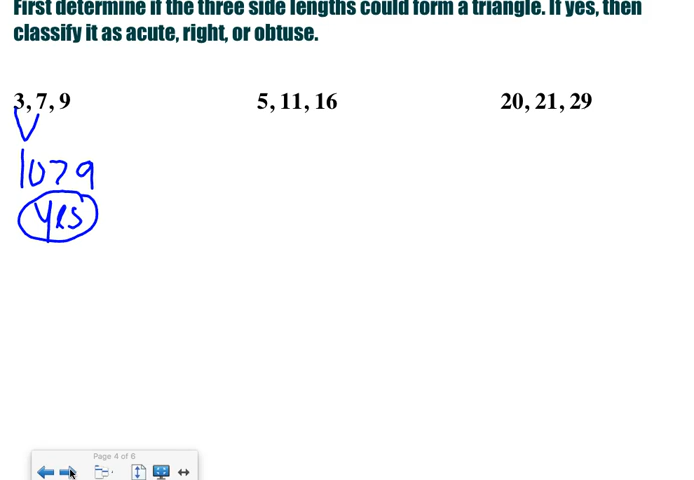 First determine if the three side lengths could form a triangle. If yes, then
classify it as acute, right, or obtuse.
3, 7, 9 5, 11, 16 20, 21, 29
10 > 9
yes
Page 4 of 6